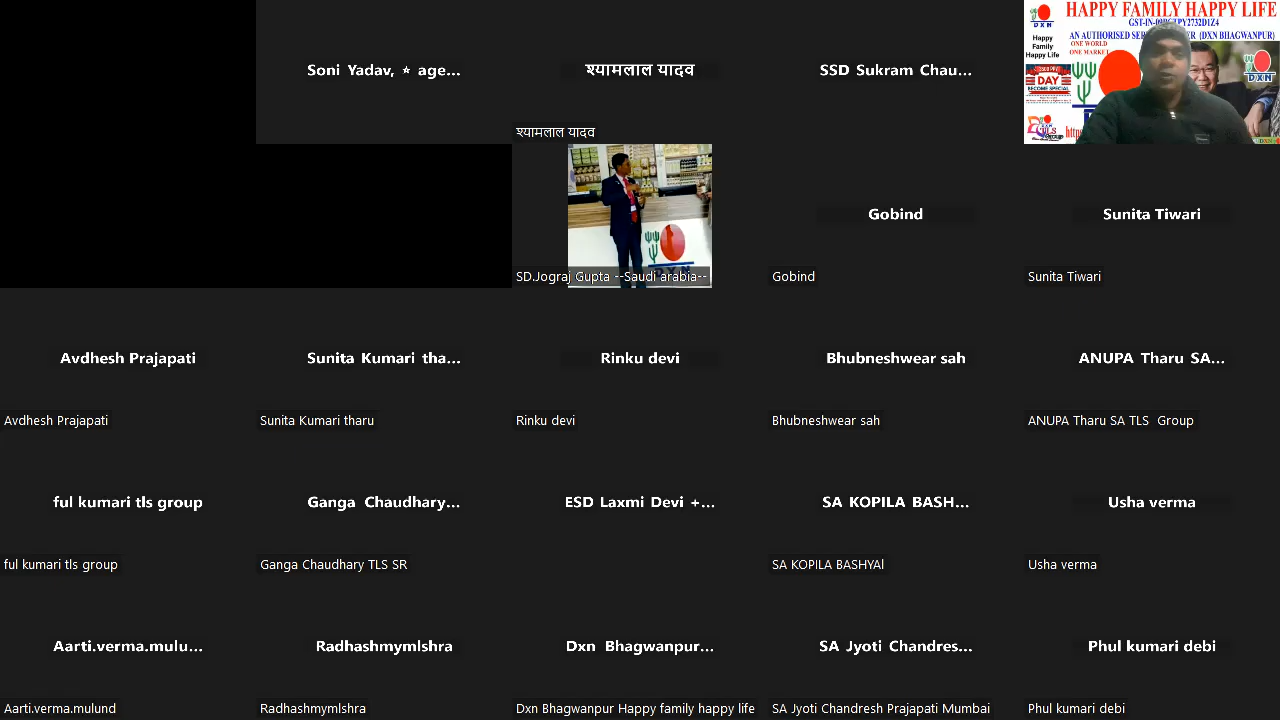 HAPPY FAMILY HAPPY LIFE
AN AUTHORISED
(DXN BHAGWANPUR)
Happy
Family
Happy Life
ONE WORLD
ONE MARKET
DAY
BECOME SPECIAL
DXN
श्यामलाल यादव
SSD Sukram Chau...
श्यामलाल यादव
Gobind
Sunita Tiwari
SD.Jograj Gupta --Saudi arabia--
Gobind
Sunita Tiwari
Avdhesh Prajapati
Sunita Kumari tha...
Rinku devi
Bhubneshwear sah
ANUPA Tharu SA...
Avdhesh Prajapati
Sunita Kumari tharu
Rinku devi
Bhubneshwear sah
ANUPA Tharu SA TLS Group
ful kumari tls group
Ganga Chaudhary...
ESD Laxmi Devi +...
SA KOPILA BASH...
Usha verma
ful kumari tls group
Ganga Chaudhary TLS SR
SA KOPILA BASHYAl
Usha verma
Aarti.verma.mulu...
Radhashmymlshra
Dxn Bhagwanpur...
SA Jyoti Chandres...
Phul kumari debi
Aarti.verma.mulund
Radhashmymlshra
Dxn Bhagwanpur Happy family happy life
SA Jyoti Chandresh Prajapati Mumbai
Phul kumari debi